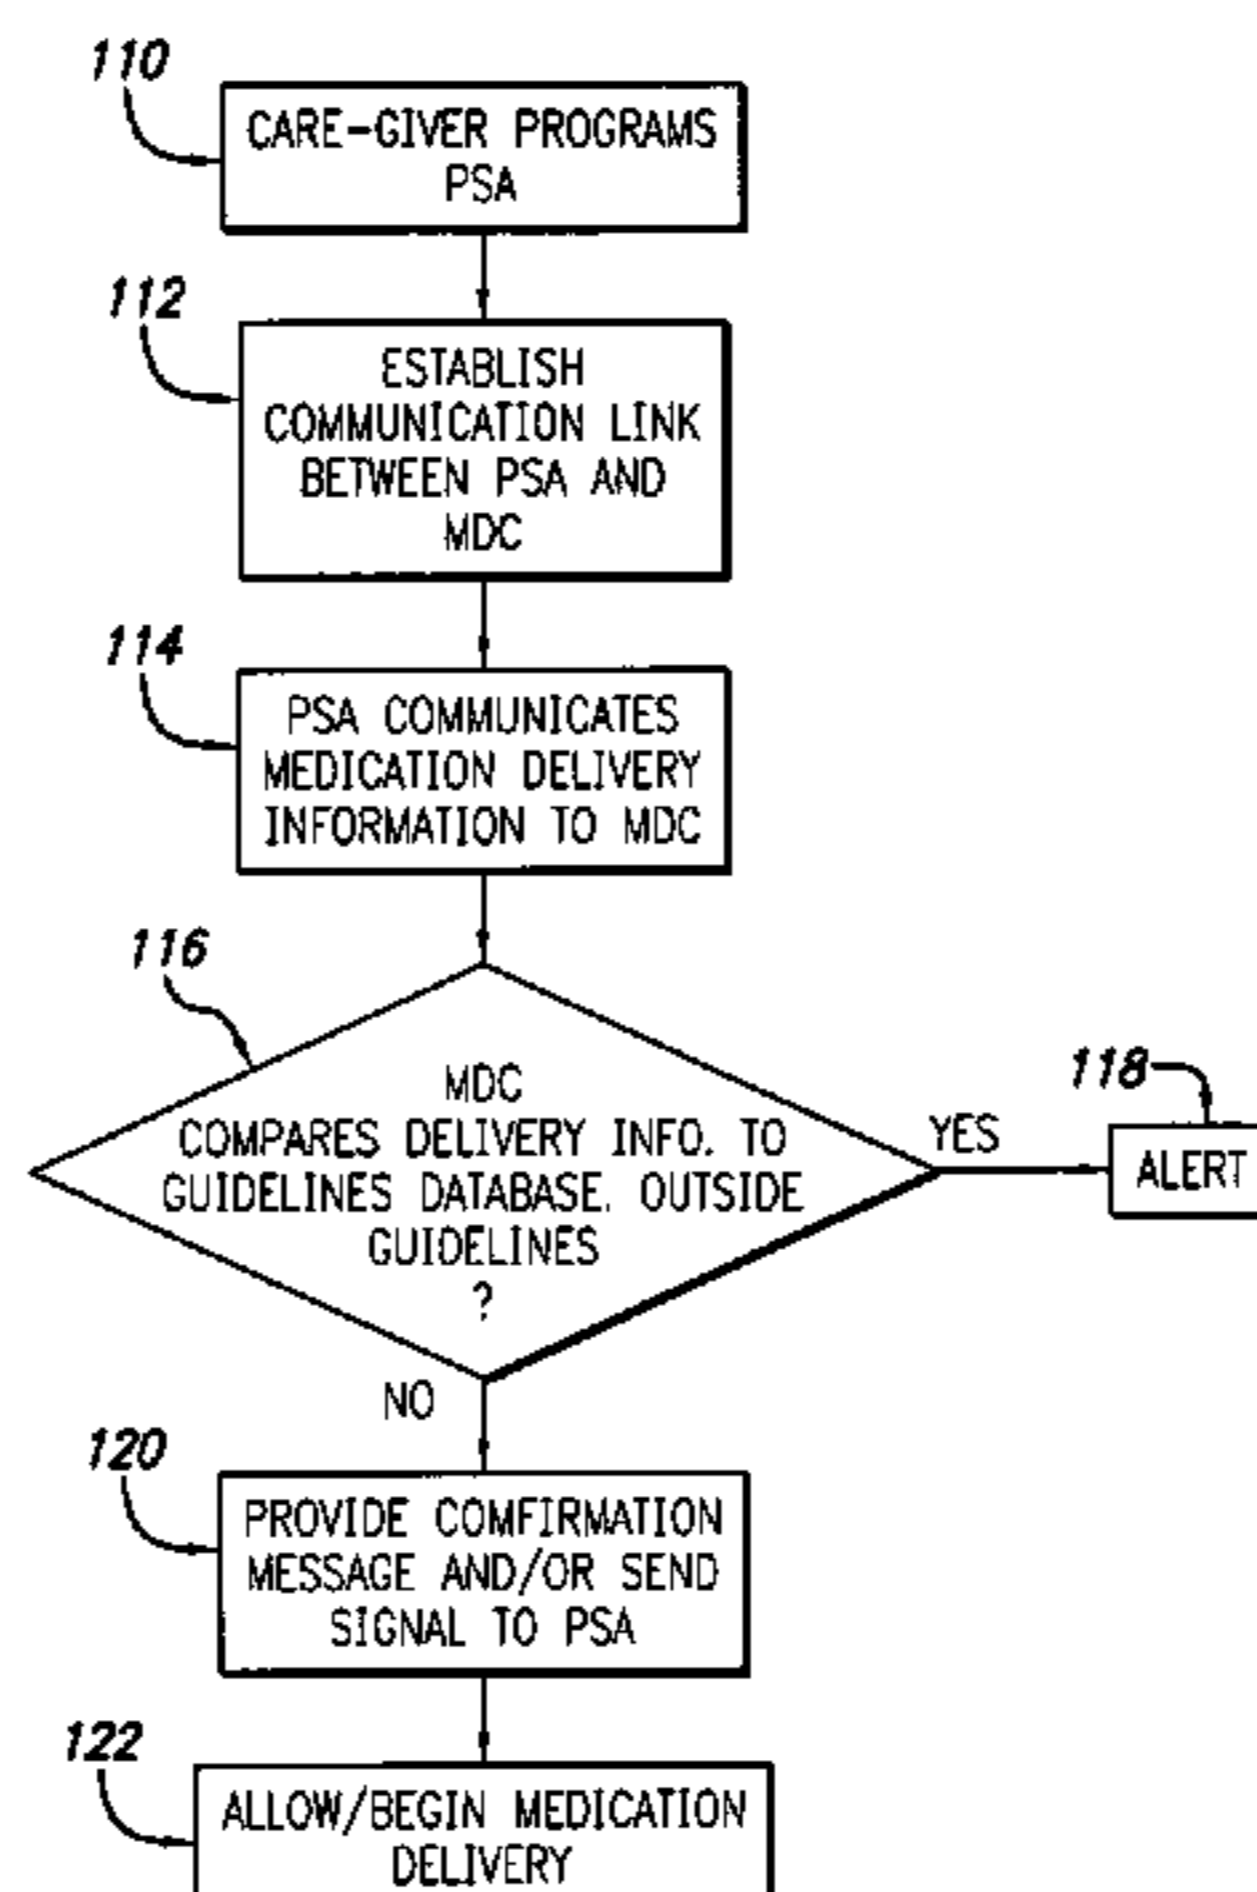 110
CARE-GIVER PROGRAMS
PSA
112
ESTABLISH
COMMUNICATION LINK
BETWEEN PSA AND
MDC
114
PSA COMMUNICATES
MEDICATION DELIVERY
INFORMATION TO MDC
116
MDC
COMPARES DELIVERY INFO. TO
GUIDELINES DATABASE. OUTSIDE
GUIDELINES
?
YES
118
ALERT
NO
120
PROVIDE COMFIRMATION
MESSAGE AND/OR SEND
SIGNAL TO PSA
122
ALLOW/BEGIN MEDICATION
DELIVERY